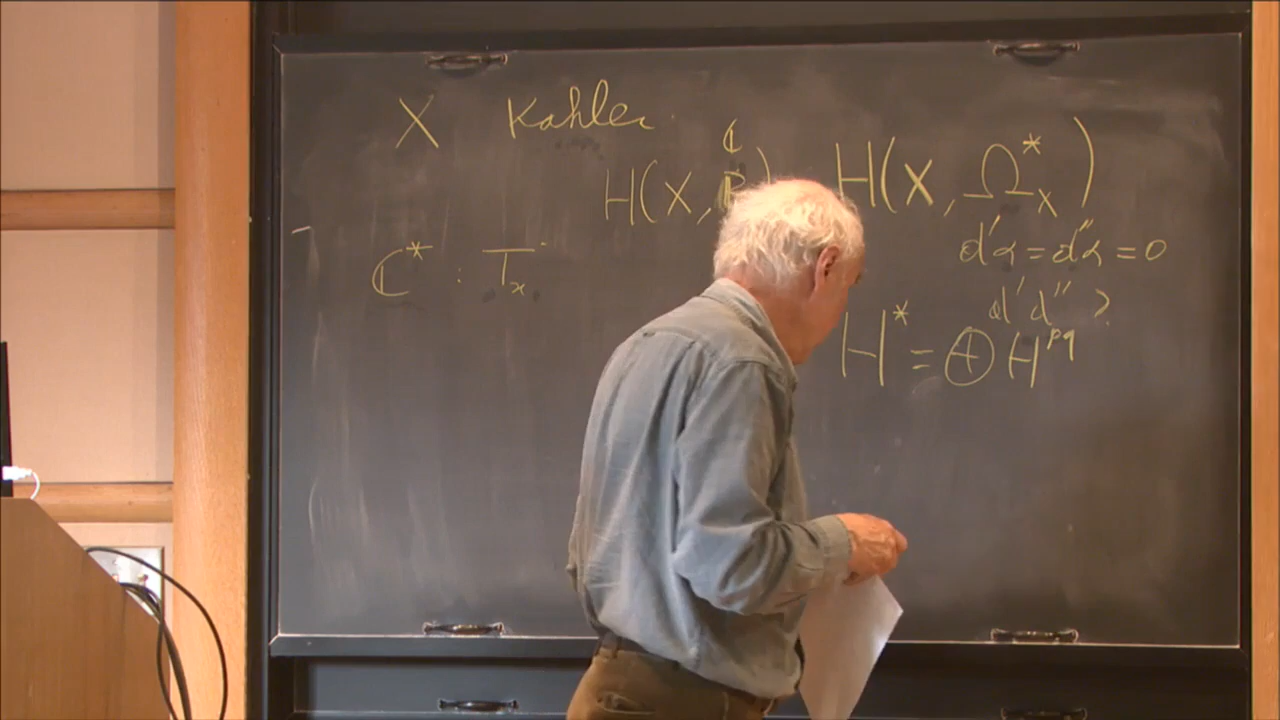 X Kahler
ℂ
H(X, ℝ) H(X, Ω*_X)
d'α = d''α = 0
ℂ* : T_x
d'd'' ?
H* = ⊕ H^{pq}